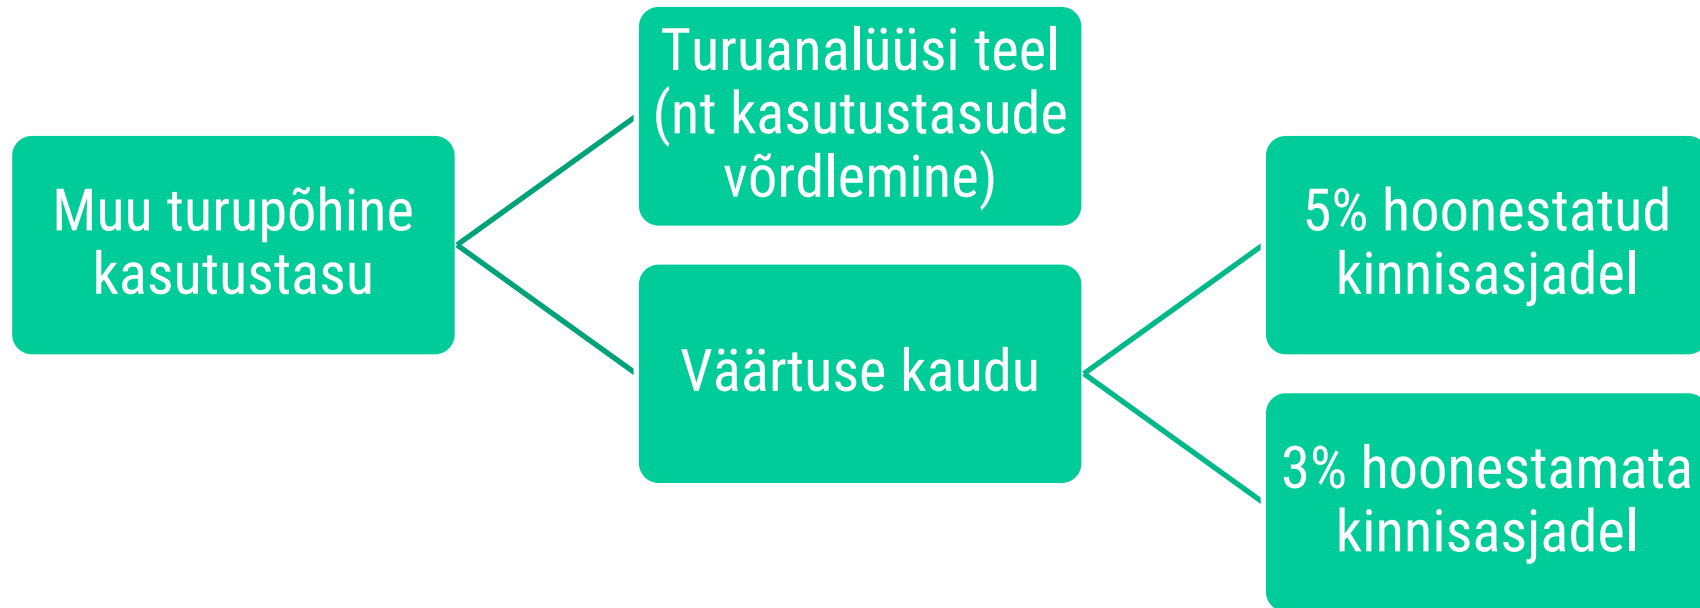 Muu turupõhine
kasutustasu
Turuanalüüsi teel
(nt kasutustasude
võrdlemine)
Väärtuse kaudu
5% hoonestatud
kinnisasjadel
3% hoonestamata
kinnisasjadel